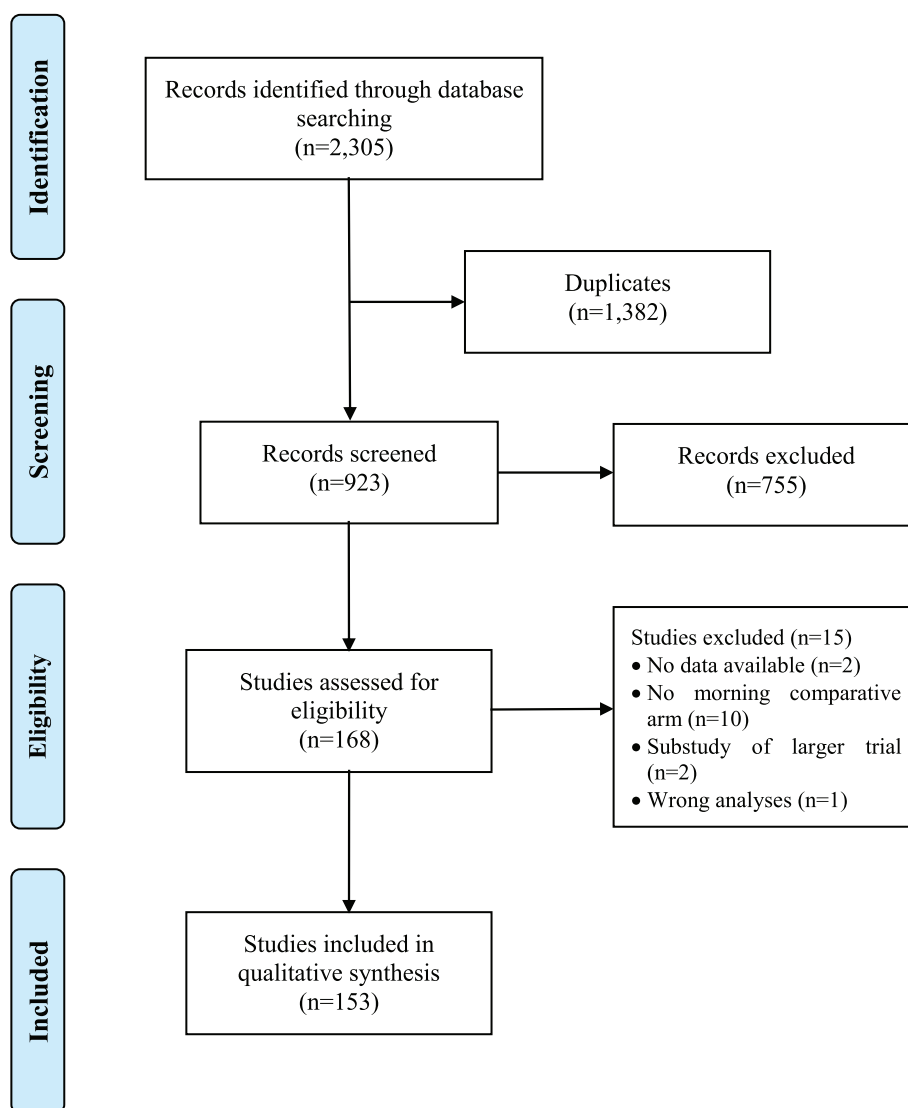 Identification
Records identified through database
searching
(n=2,305)
Duplicates
(n=1,382)
Screening
Records screened
(n=923)
Records excluded
(n=755)
Eligibility
Studies assessed for
eligibility
(n=168)
Studies excluded (n=15)
• No data available (n=2)
• No morning comparative
arm (n=10)
• Substudy of larger trial
(n=2)
• Wrong analyses (n=1)
Included
Studies included in
qualitative synthesis
(n=153)